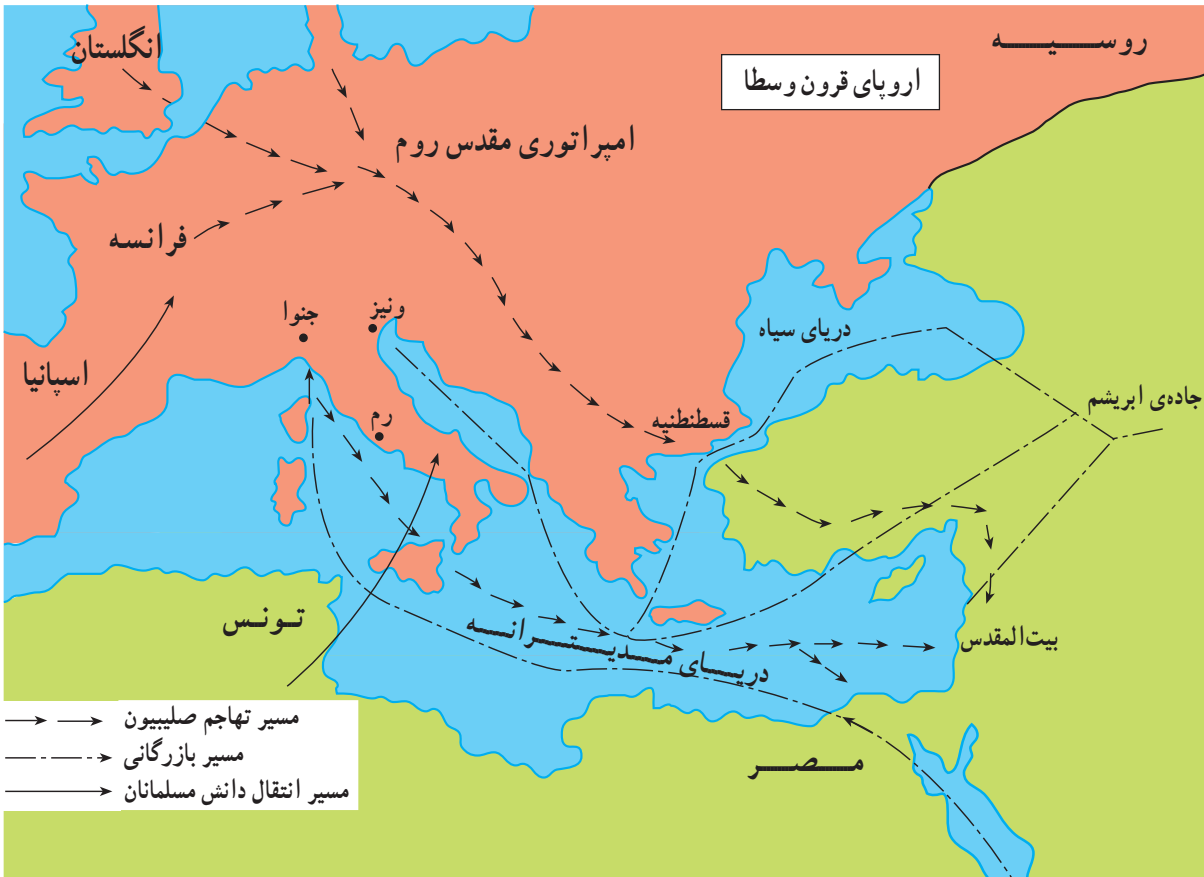 انگلستان
روسیه
اروپای قرون وسطا
امپراتوری مقدس روم
فرانسه
جنوا
ونیز
دریای سیاه
اسپانیا
جاده‌ی ابریشم
رم
قسطنطنیه
تونس
دریای مدیترانه
بیت‌المقدس
مصر
مسیر تهاجم صلیبیون
مسیر بازرگانی
مسیر انتقال دانش مسلمانان